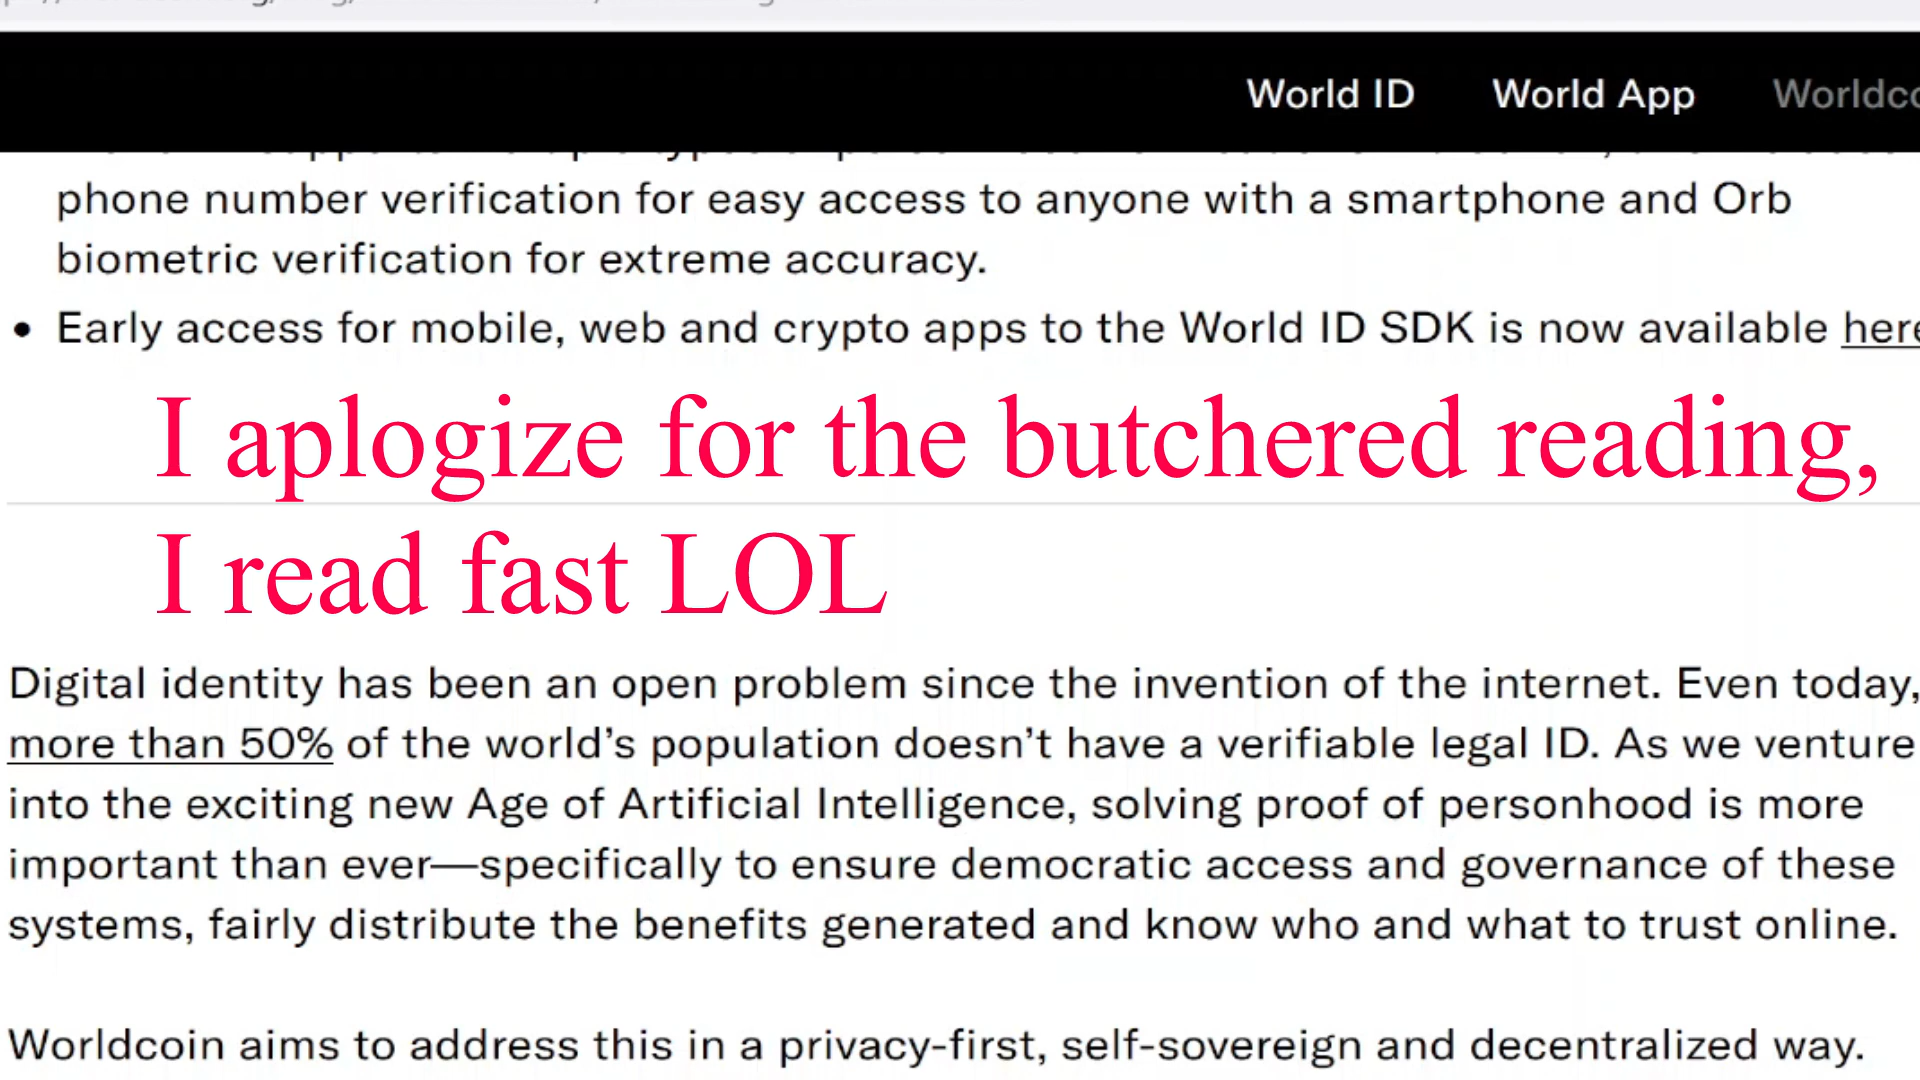 World ID World App
phone number verification for easy access to anyone with a smartphone and Orb
biometric verification for extreme accuracy.
• Early access for mobile, web and crypto apps to the World ID SDK is now available here
I aplogize for the butchered reading,
I read fast LOL
Digital identity has been an open problem since the invention of the internet. Even today,
more than 50% of the world’s population doesn’t have a verifiable legal ID. As we venture
into the exciting new Age of Artificial Intelligence, solving proof of personhood is more
important than ever—specifically to ensure democratic access and governance of these
systems, fairly distribute the benefits generated and know who and what to trust online.
Worldcoin aims to address this in a privacy-first, self-sovereign and decentralized way.